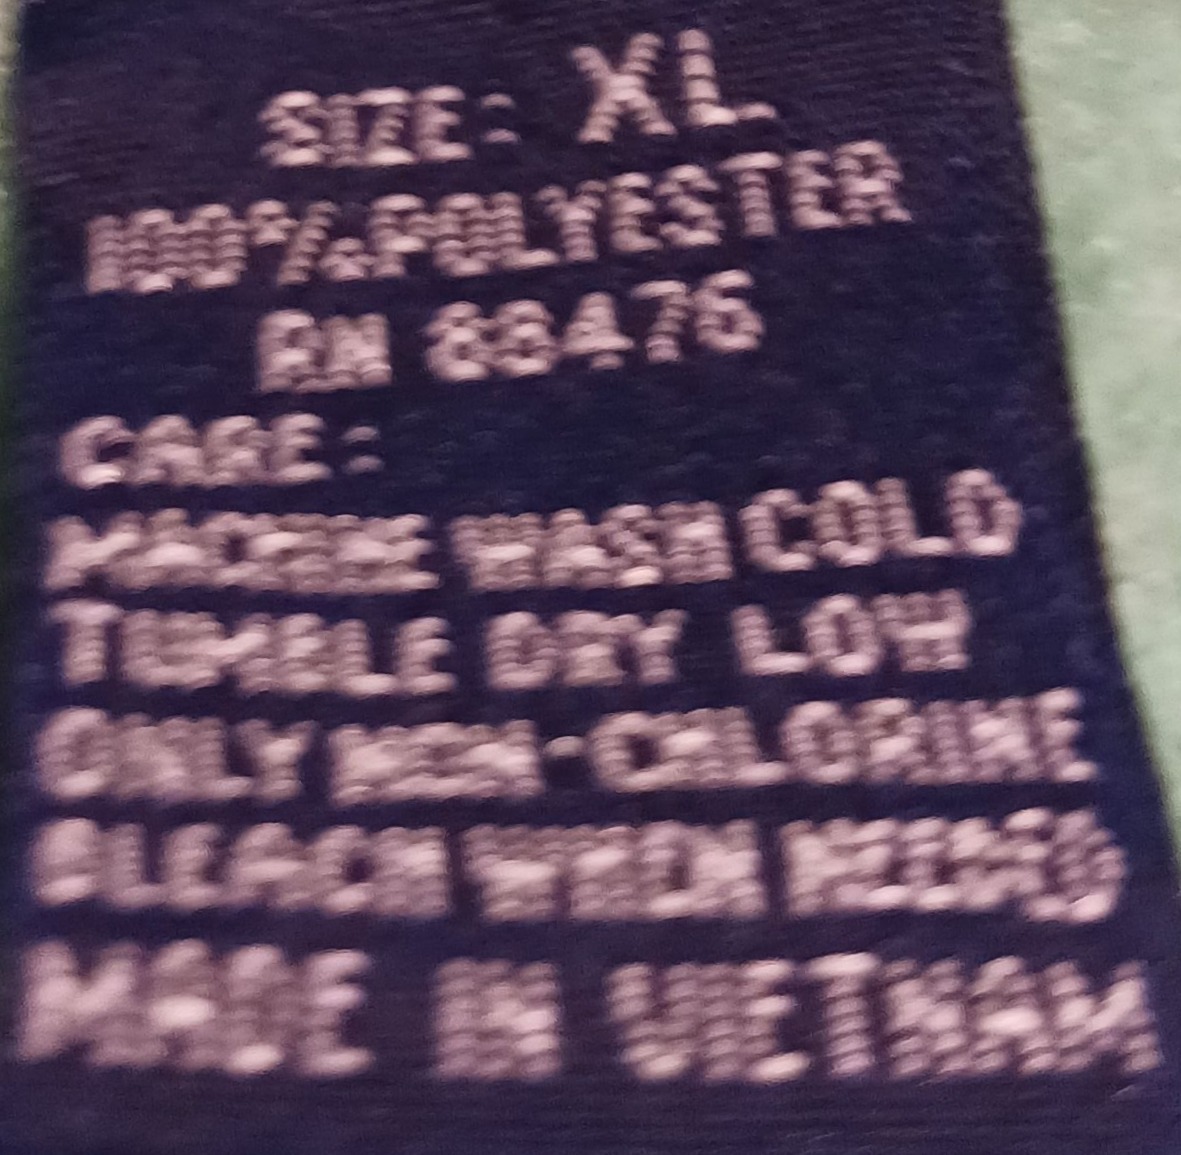 SIZE: XL
100% POLYESTER
RN 88476
CARE:
MACHINE WASH COLD
TUMBLE DRY LOW
ONLY NON-CHLORINE
BLEACH WHEN NEEDED
MADE IN VIETNAM